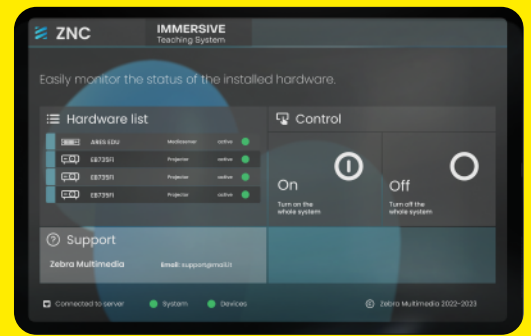 ZNC
IMMERSIVE
Teaching System
Easily monitor the status of the installed hardware.
Hardware list
ARES EDU Mediaserver active
EB735Fi Projector active
EB735Fi Projector active
EB735Fi Projector active
Control
On
Turn on the
whole system
Off
Turn off the
whole system
Support
Zebra Multimedia
Email:
Connected to server
System
Devices
© Zebra Multimedia 2022-2023